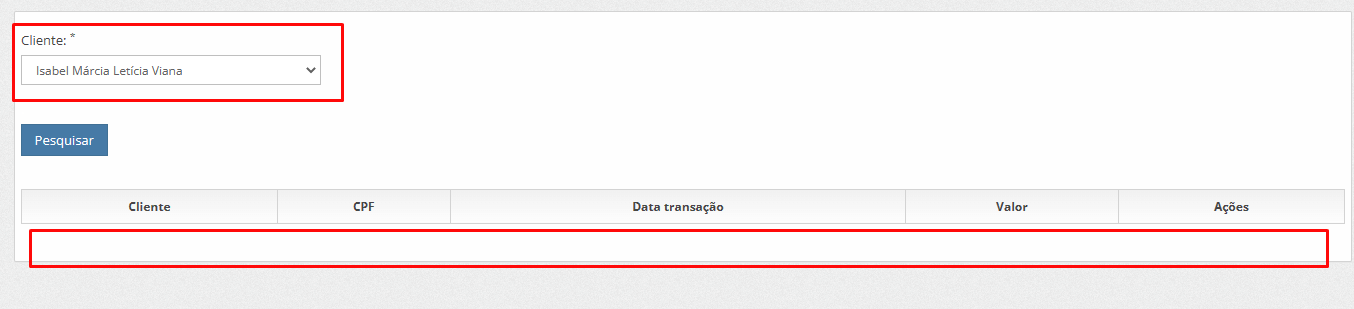 Cliente: *
Isabel Márcia Letícia Viana
Pesquisar
Cliente CPF Data transação Valor Ações